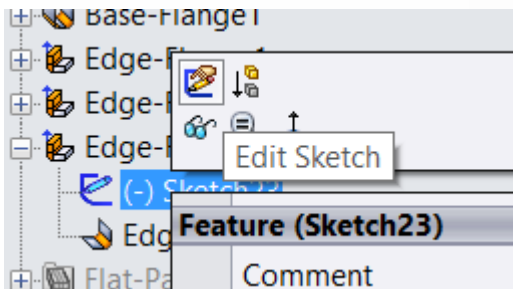 Base-Flange1
Edge-F
Edge-F
Edge-F
Edit Sketch
(-) Sketch23
Edg
Feature (Sketch23)
Flat-Pa
Comment